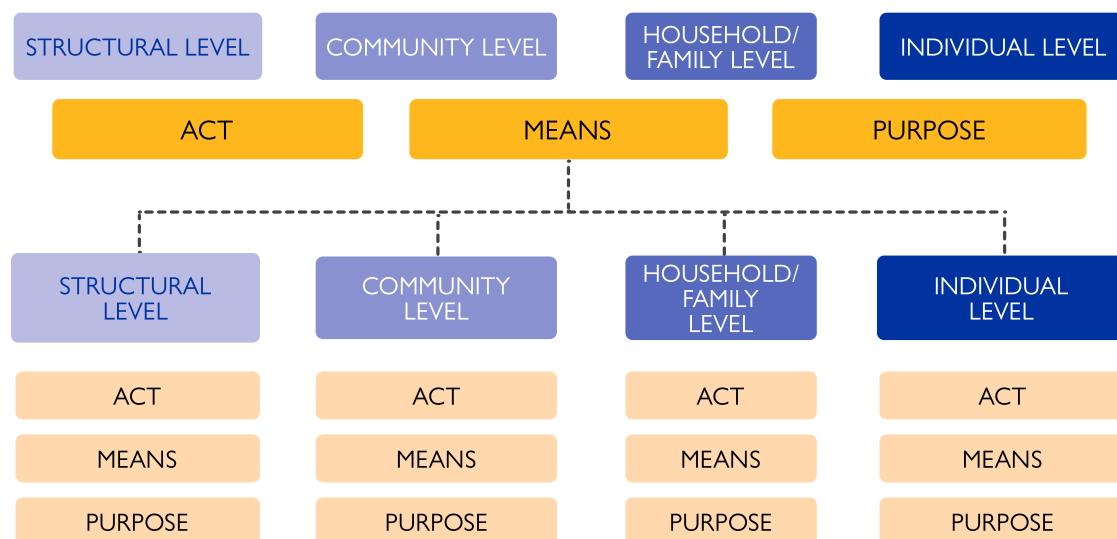 STRUCTURAL LEVEL
COMMUNITY LEVEL
HOUSEHOLD/
FAMILY LEVEL
INDIVIDUAL LEVEL
ACT
MEANS
PURPOSE
STRUCTURAL
LEVEL
COMMUNITY
LEVEL
HOUSEHOLD/
FAMILY
LEVEL
INDIVIDUAL
LEVEL
ACT
ACT
ACT
ACT
MEANS
MEANS
MEANS
MEANS
PURPOSE
PURPOSE
PURPOSE
PURPOSE